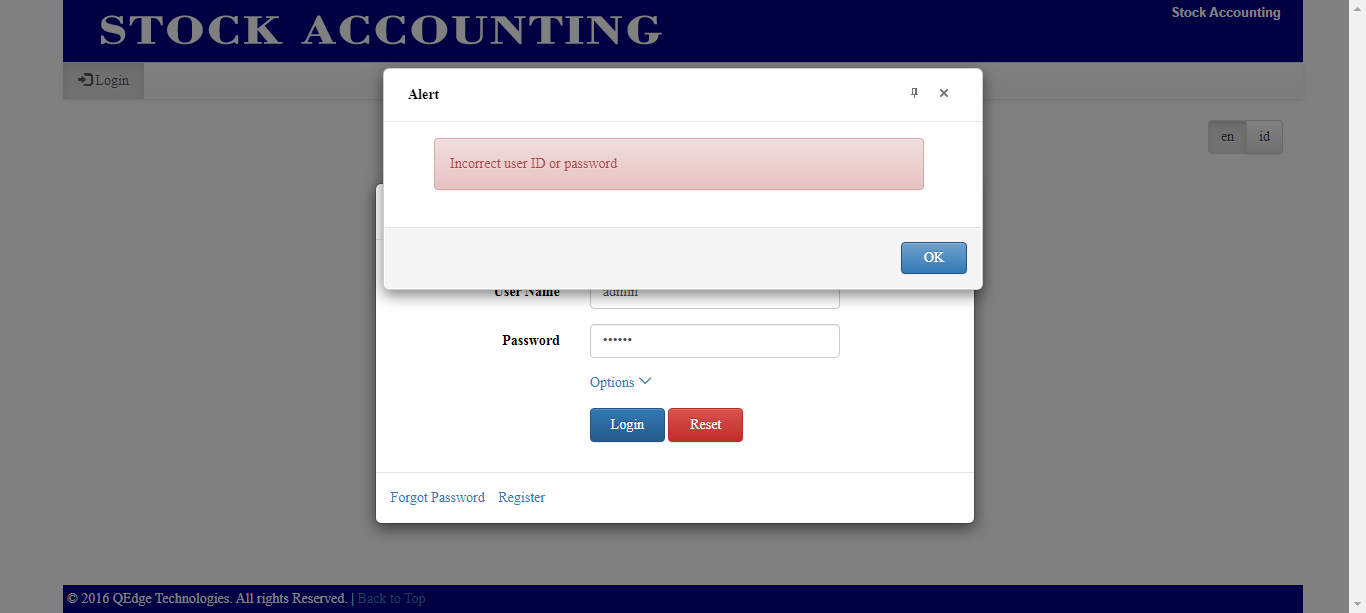 STOCK ACCOUNTING
Stock Accounting
Login
Alert
en id
Incorrect user ID or password
OK
User Name admin
Password ••••••
Options
Login Reset
Forgot Password Register
© 2016 QEdge Technologies. All rights Reserved. | Back to Top